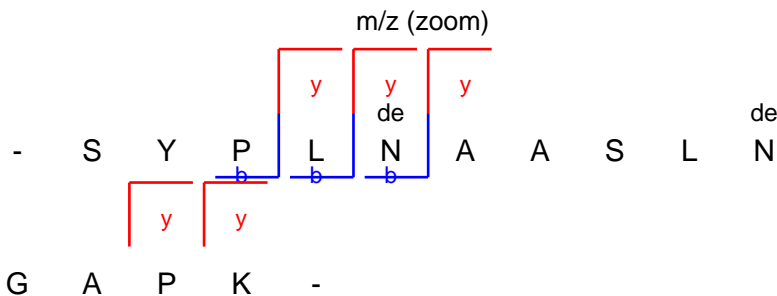 m/z (zoom)
y y y
de de
- S Y P L N A A S L N
b b b
y y
G A P K -